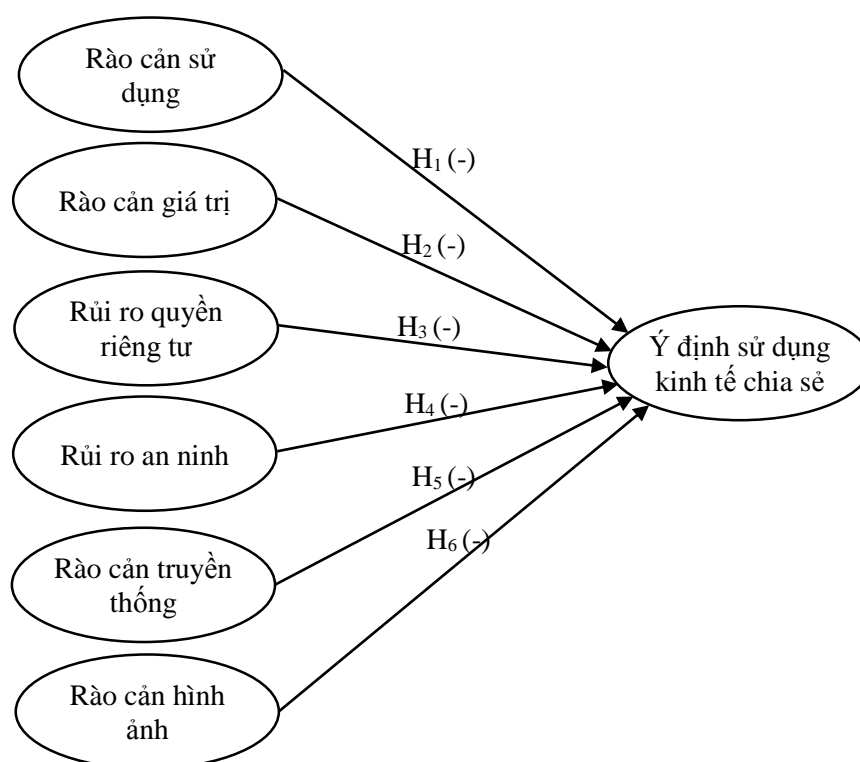 Rào cản sử
dụng
H₁ (-)
Rào cản giá trị
H₂ (-)
Rủi ro quyền
riêng tư
H₃ (-)
Ý định sử dụng
kinh tế chia sẻ
H₄ (-)
Rủi ro an ninh
H₅ (-)
H₆ (-)
Rào cản truyền
thống
Rào cản hình
ảnh